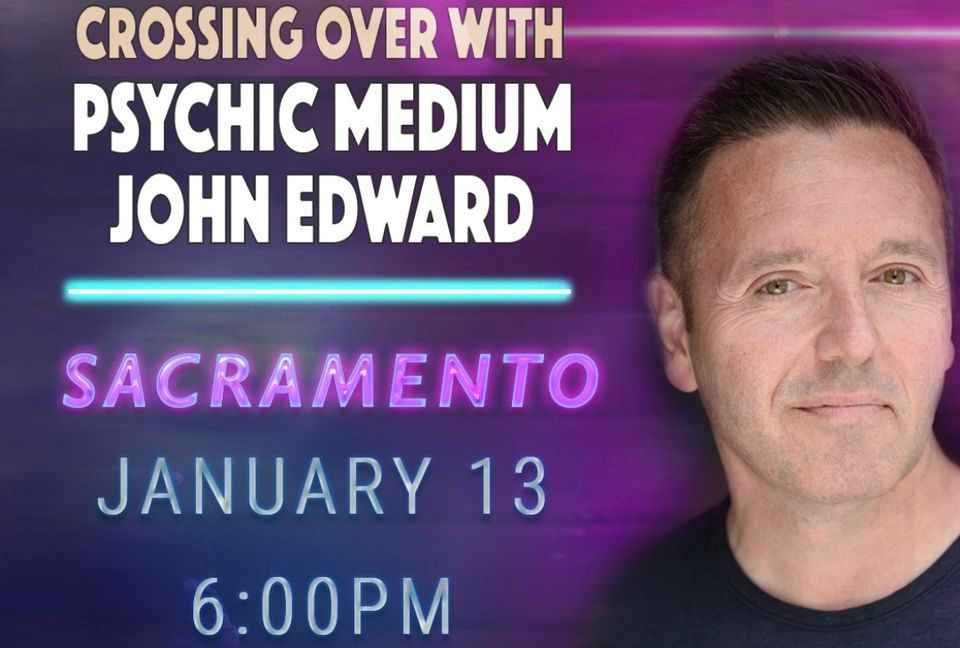 CROSSING OVER WITH
PSYCHIC MEDIUM
JOHN EDWARD
SACRAMENTO
JANUARY 13
6:00PM